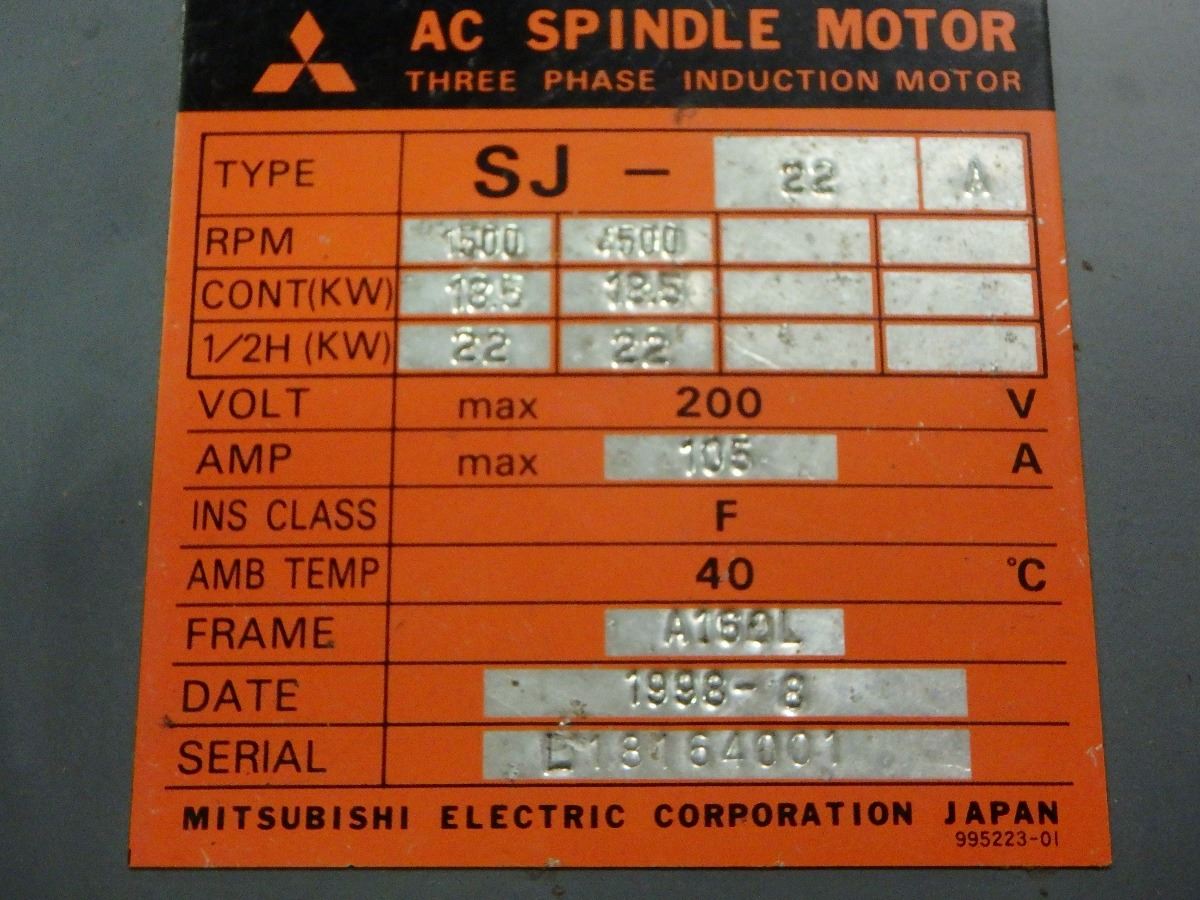 AC SPINDLE MOTOR
THREE PHASE INDUCTION MOTOR
TYPE SJ - 22 A
RPM 1500 4500
CONT(KW) 18.5 18.5
1/2H (KW) 22 22
VOLT max 200 V
AMP max 105 A
INS CLASS F
AMB TEMP 40 °C
FRAME A160L
DATE 1998-8
SERIAL E18164001
MITSUBISHI ELECTRIC CORPORATION JAPAN
995223-01